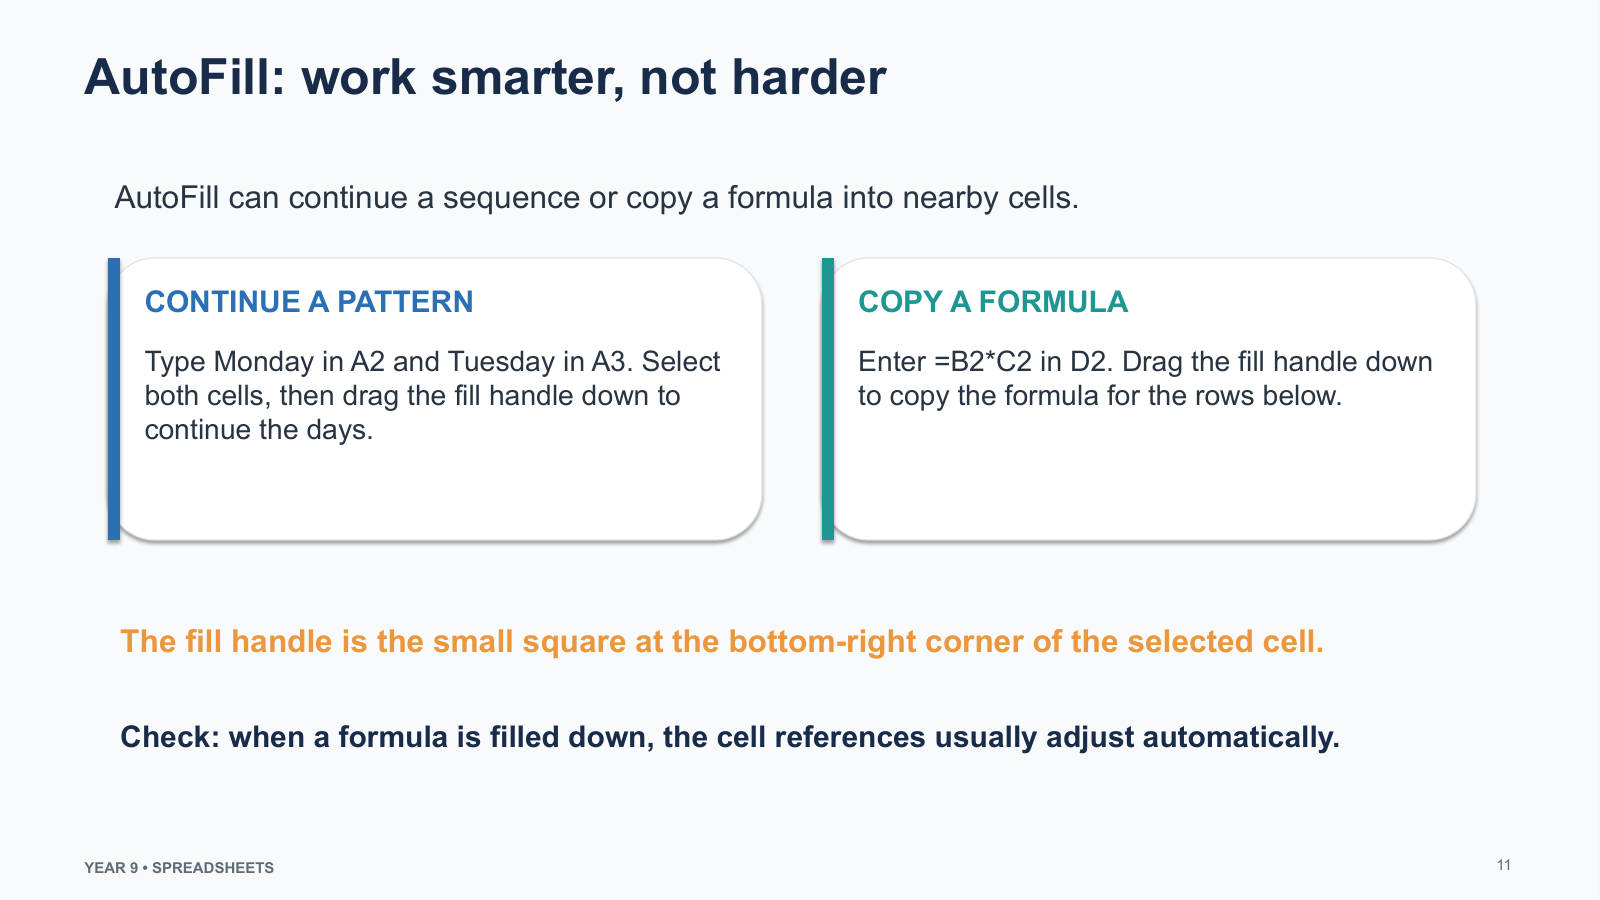 AutoFill: work smarter, not harder
AutoFill can continue a sequence or copy a formula into nearby cells.
CONTINUE A PATTERN
Type Monday in A2 and Tuesday in A3. Select
both cells, then drag the fill handle down to
continue the days.
COPY A FORMULA
Enter =B2*C2 in D2. Drag the fill handle down
to copy the formula for the rows below.
The fill handle is the small square at the bottom-right corner of the selected cell.
Check: when a formula is filled down, the cell references usually adjust automatically.
YEAR 9 • SPREADSHEETS
11